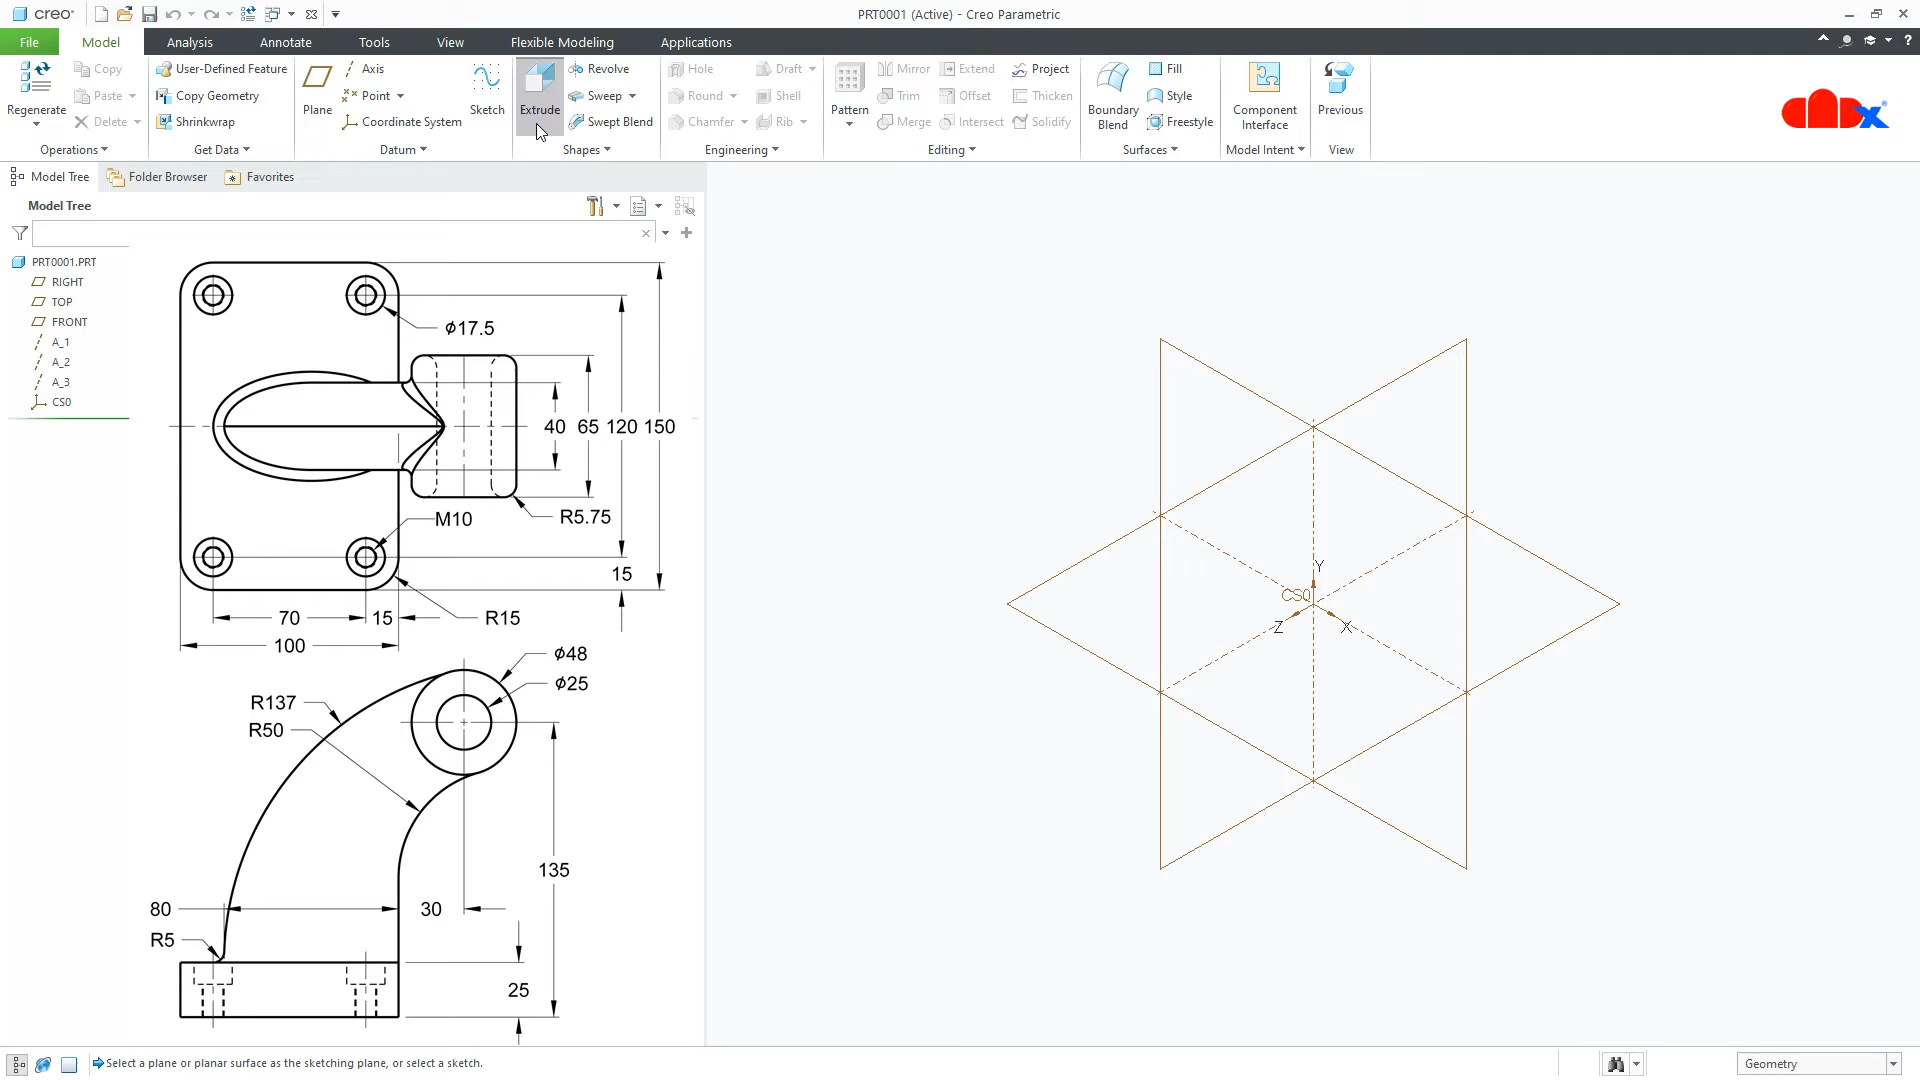 creo
PRT0001 (Active) - Creo Parametric
File
Model
Analysis
Annotate
Tools
View
Flexible Modeling
Applications
Regenerate
Copy
Paste
Delete
Operations
User-Defined Feature
Copy Geometry
Shrinkwrap
Get Data
Plane
Axis
Point
Coordinate System
Sketch
Datum
Extrude
Revolve
Sweep
Swept Blend
Shapes
Hole
Draft
Round
Shell
Chamfer
Rib
Engineering
Pattern
Mirror
Extend
Project
Trim
Offset
Thicken
Merge
Intersect
Solidify
Editing
Boundary
Blend
Fill
Style
Freestyle
Surfaces
Component
Interface
Model Intent
Previous
View
Model Tree
Folder Browser
Favorites
Model Tree
PRT0001.PRT
RIGHT
TOP
FRONT
A_1
A_2
A_3
CS0
ϕ17.5
40
65
120
150
M10
R5.75
15
70
15
R15
100
ϕ48
ϕ25
R137
R50
135
80
30
R5
25
Y
CS0
Z
X
Select a plane or planar surface as the sketching plane, or select a sketch.
Geometry